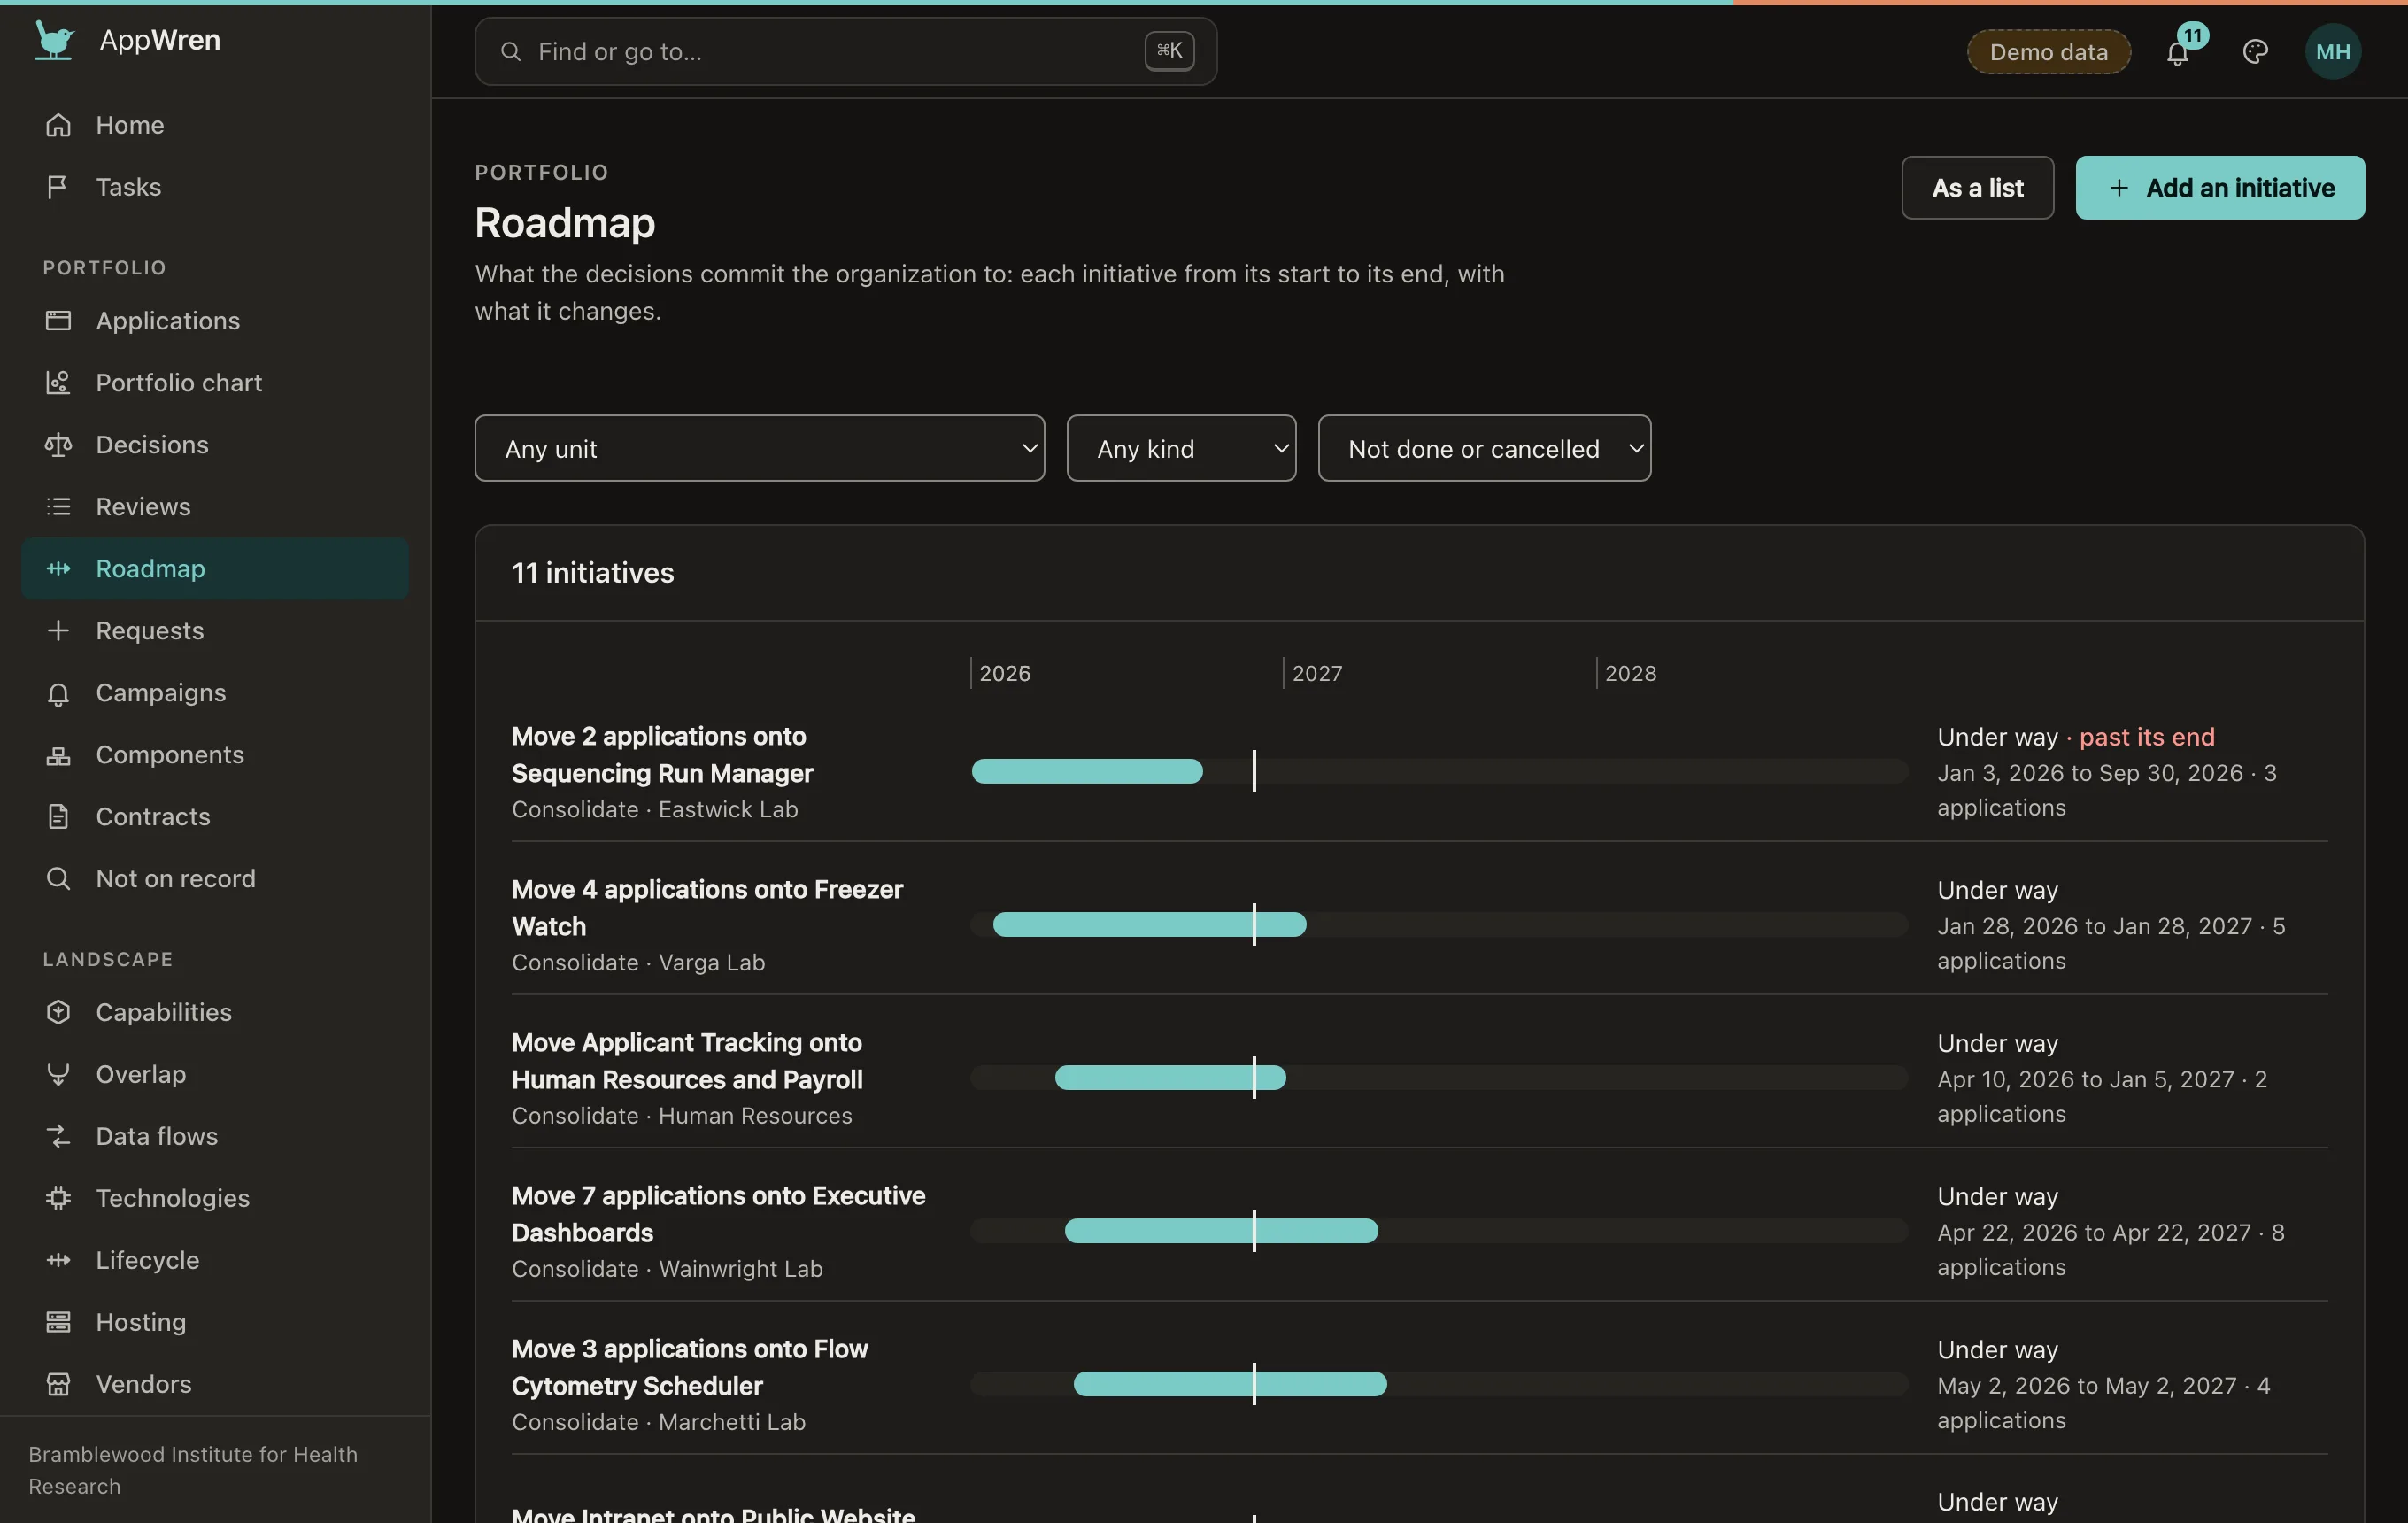 AppWren
Home
Tasks
PORTFOLIO
Applications
Portfolio chart
Decisions
Reviews
Roadmap
Requests
Campaigns
Components
Contracts
Not on record
LANDSCAPE
Capabilities
Overlap
Data flows
Technologies
Lifecycle
Hosting
Vendors
Bramblewood Institute for Health
Research
Find or go to...
⌘K
Demo data
11
MH
PORTFOLIO
Roadmap
What the decisions commit the organization to: each initiative from its start to its end, with
what it changes.
As a list
+ Add an initiative
Any unit
Any kind
Not done or cancelled
11 initiatives
2026
2027
2028
Move 2 applications onto
Sequencing Run Manager
Consolidate · Eastwick Lab
Under way · past its end
Jan 3, 2026 to Sep 30, 2026 · 3
applications
Move 4 applications onto Freezer
Watch
Consolidate · Varga Lab
Under way
Jan 28, 2026 to Jan 28, 2027 · 5
applications
Move Applicant Tracking onto
Human Resources and Payroll
Consolidate · Human Resources
Under way
Apr 10, 2026 to Jan 5, 2027 · 2
applications
Move 7 applications onto Executive
Dashboards
Consolidate · Wainwright Lab
Under way
Apr 22, 2026 to Apr 22, 2027 · 8
applications
Move 3 applications onto Flow
Cytometry Scheduler
Consolidate · Marchetti Lab
Under way
May 2, 2026 to May 2, 2027 · 4
applications
Move Intranet onto Public Website
Under way